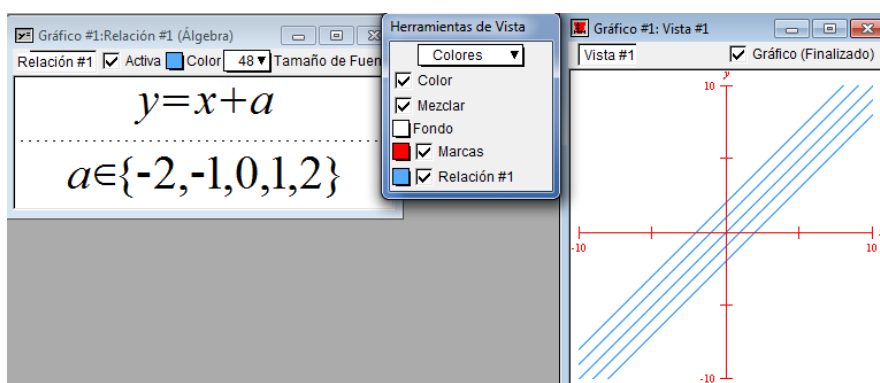 Gráfico #1:Relación #1 (Álgebra)
Relación #1 Activa Color 48 Tamaño de Fuen
y=x+a
a∈{-2,-1,0,1,2}
Herramientas de Vista
Colores
Color
Mezclar
Fondo
Marcas
Relación #1
Gráfico #1: Vista #1
Vista #1 Gráfico (Finalizado)
y
10
-10
10
-10